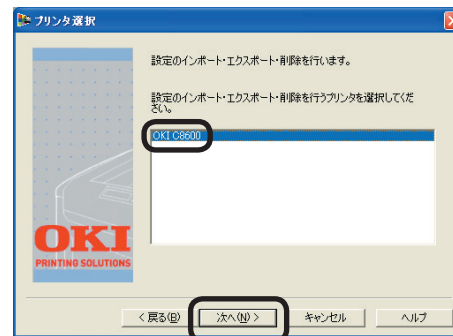 プリンタ選択
設定のインポート・エクスポート・削除を行います。
設定のインポート・エクスポート・削除を行うプリンタを選択してくだ
さい。
OKI C8600
OKI
PRINTING SOLUTIONS
< 戻る(B)
次へ(N) >
キャンセル
ヘルプ